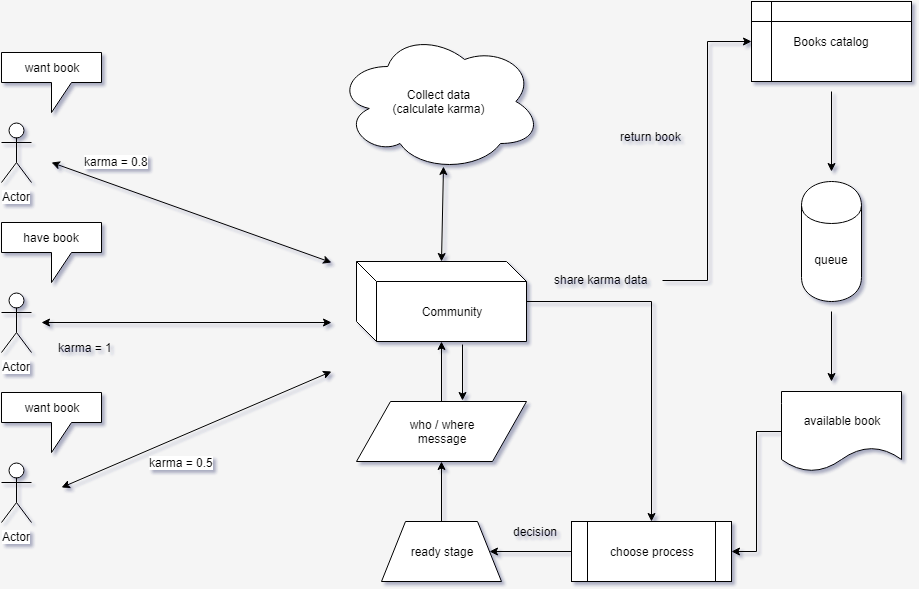 Books catalog
want book
Collect data
(calculate karma)
return book
karma = 0.8
Actor
have book
queue
share karma data
Community
karma = 1
Actor
want book
who / where
message
available book
karma = 0.5
Actor
decision
ready stage
choose process